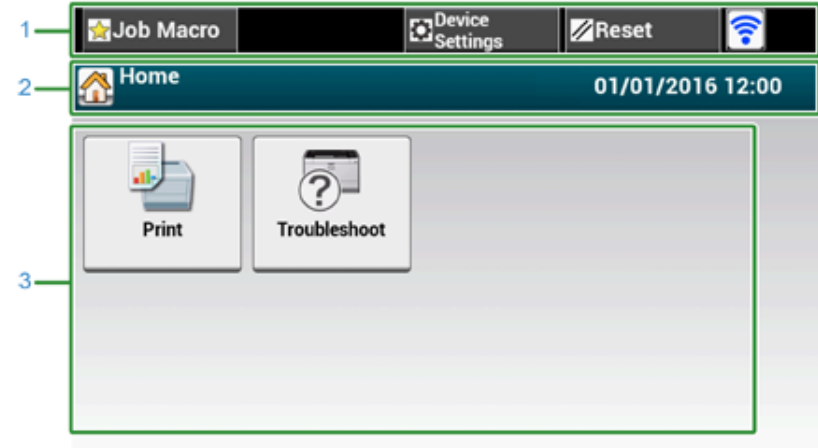 1
Job Macro
Device
Settings
Reset
2
Home
01/01/2016 12:00
3
Print
Troubleshoot